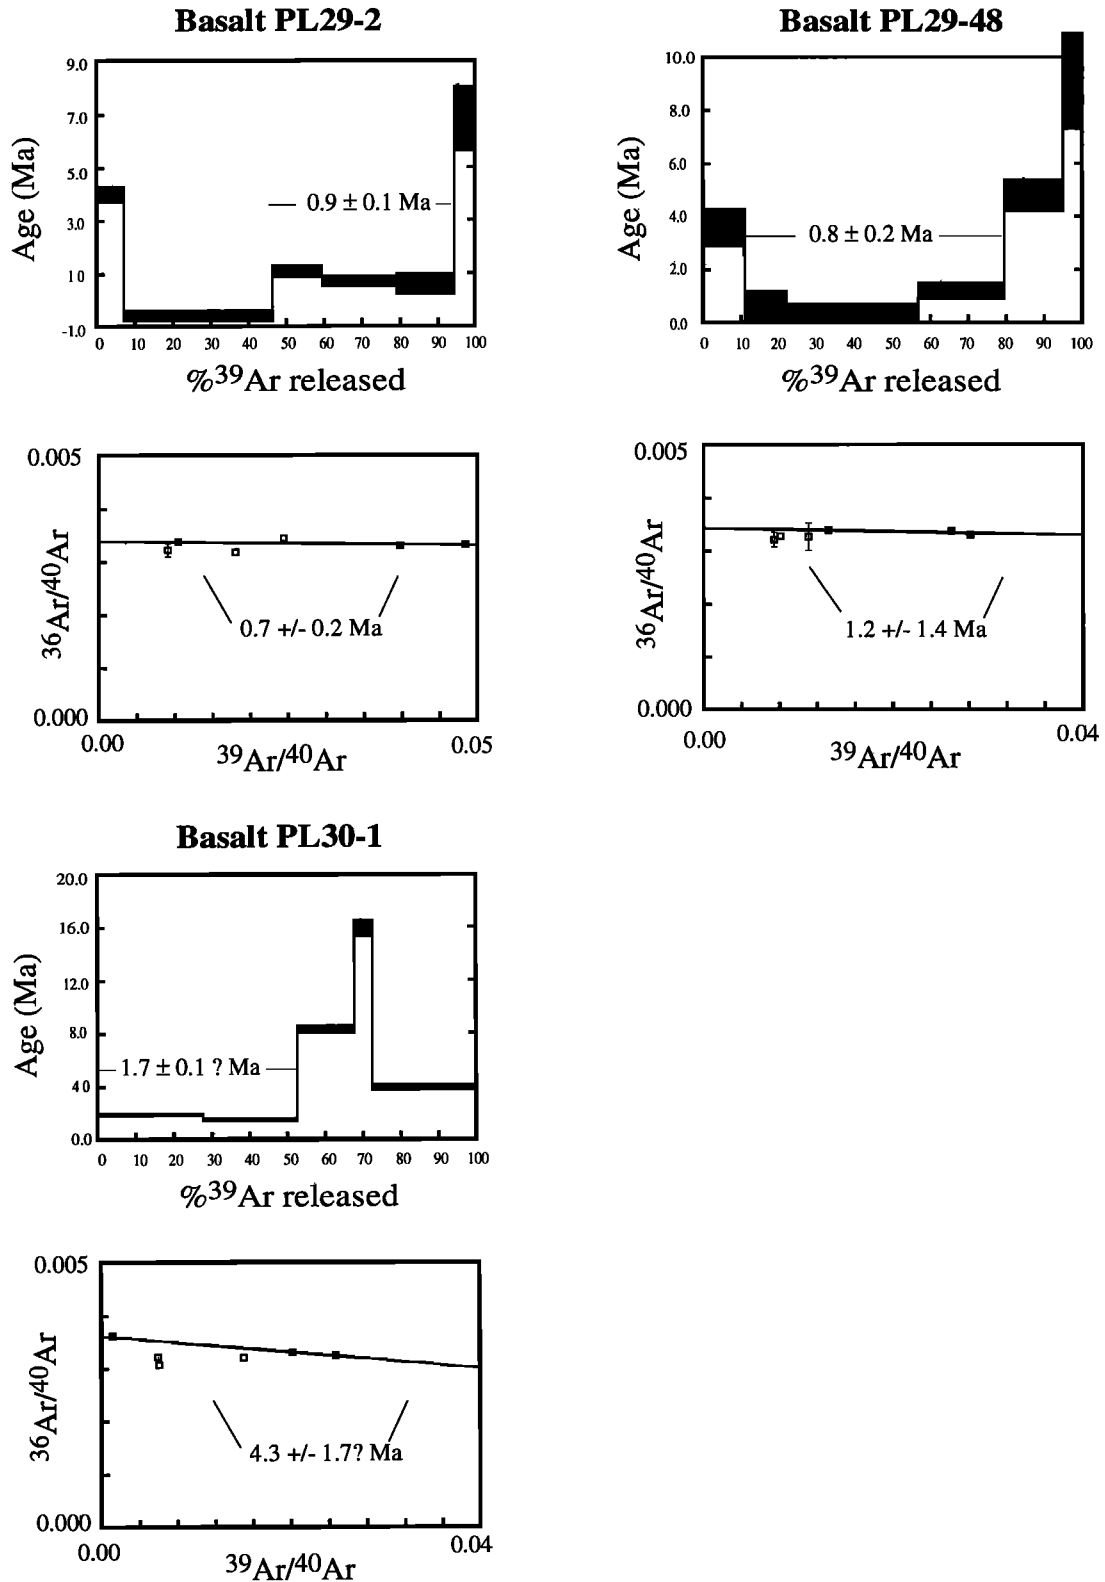 Basalt PL29-2
9.0
7.0
5.0
3.0
1 0
-1.0
Age (Ma)
0.9 ± 0.1 Ma
0 10 20 30 40 50 60 70 80 90 100
%39Ar released
Basalt PL29-48
10.0
8.0
6.0
4.0
2.0
0.0
Age (Ma)
0.8 ± 0.2 Ma
0 10 20 30 40 50 60 70 80 90 100
%39Ar released
0.005
36Ar/40Ar
0.7 +/- 0.2 Ma
0.000
0.00 0.05
39Ar/40Ar
0.005
36Ar/40Ar
1.2 +/- 1.4 Ma
0.000
0.00 0.04
39Ar/40Ar
Basalt PL30-1
20.0
16.0
12.0
8.0
4 0
0.0
Age (Ma)
1.7 ± 0.1 ? Ma
0 10 20 30 40 50 60 70 80 90 100
%39Ar released
0.005
36Ar/40Ar
4.3 +/- 1.7? Ma
0.000
0.00 0.04
39Ar/40Ar